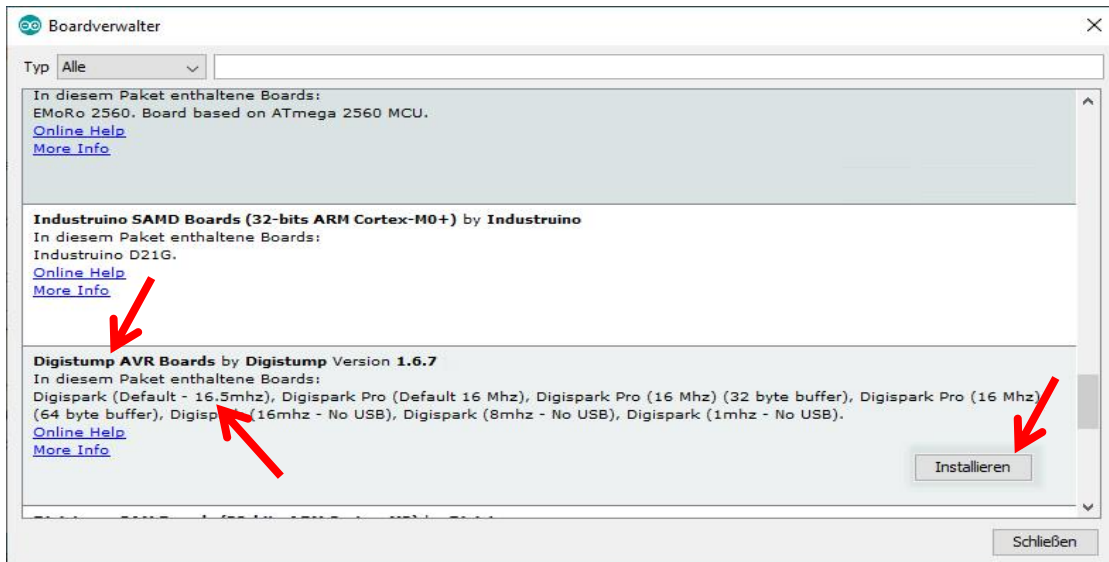 Boardverwalter
Typ Alle
In diesem Paket enthaltene Boards:
EMoRo 2560. Board based on ATmega 2560 MCU.
Online Help
More Info
Industruino SAMD Boards (32-bits ARM Cortex-M0+) by Industruino
In diesem Paket enthaltene Boards:
Industruino D21G.
Online Help
More Info
Digistump AVR Boards by Digistump Version 1.6.7
In diesem Paket enthaltene Boards:
Digispark (Default - 16.5mhz), Digispark Pro (Default 16 Mhz), Digispark Pro (16 Mhz) (32 byte buffer), Digispark Pro (16 Mhz)
(64 byte buffer), Digispark (16mhz - No USB), Digispark (8mhz - No USB), Digispark (1mhz - No USB).
Online Help
More Info
Installieren
Schließen